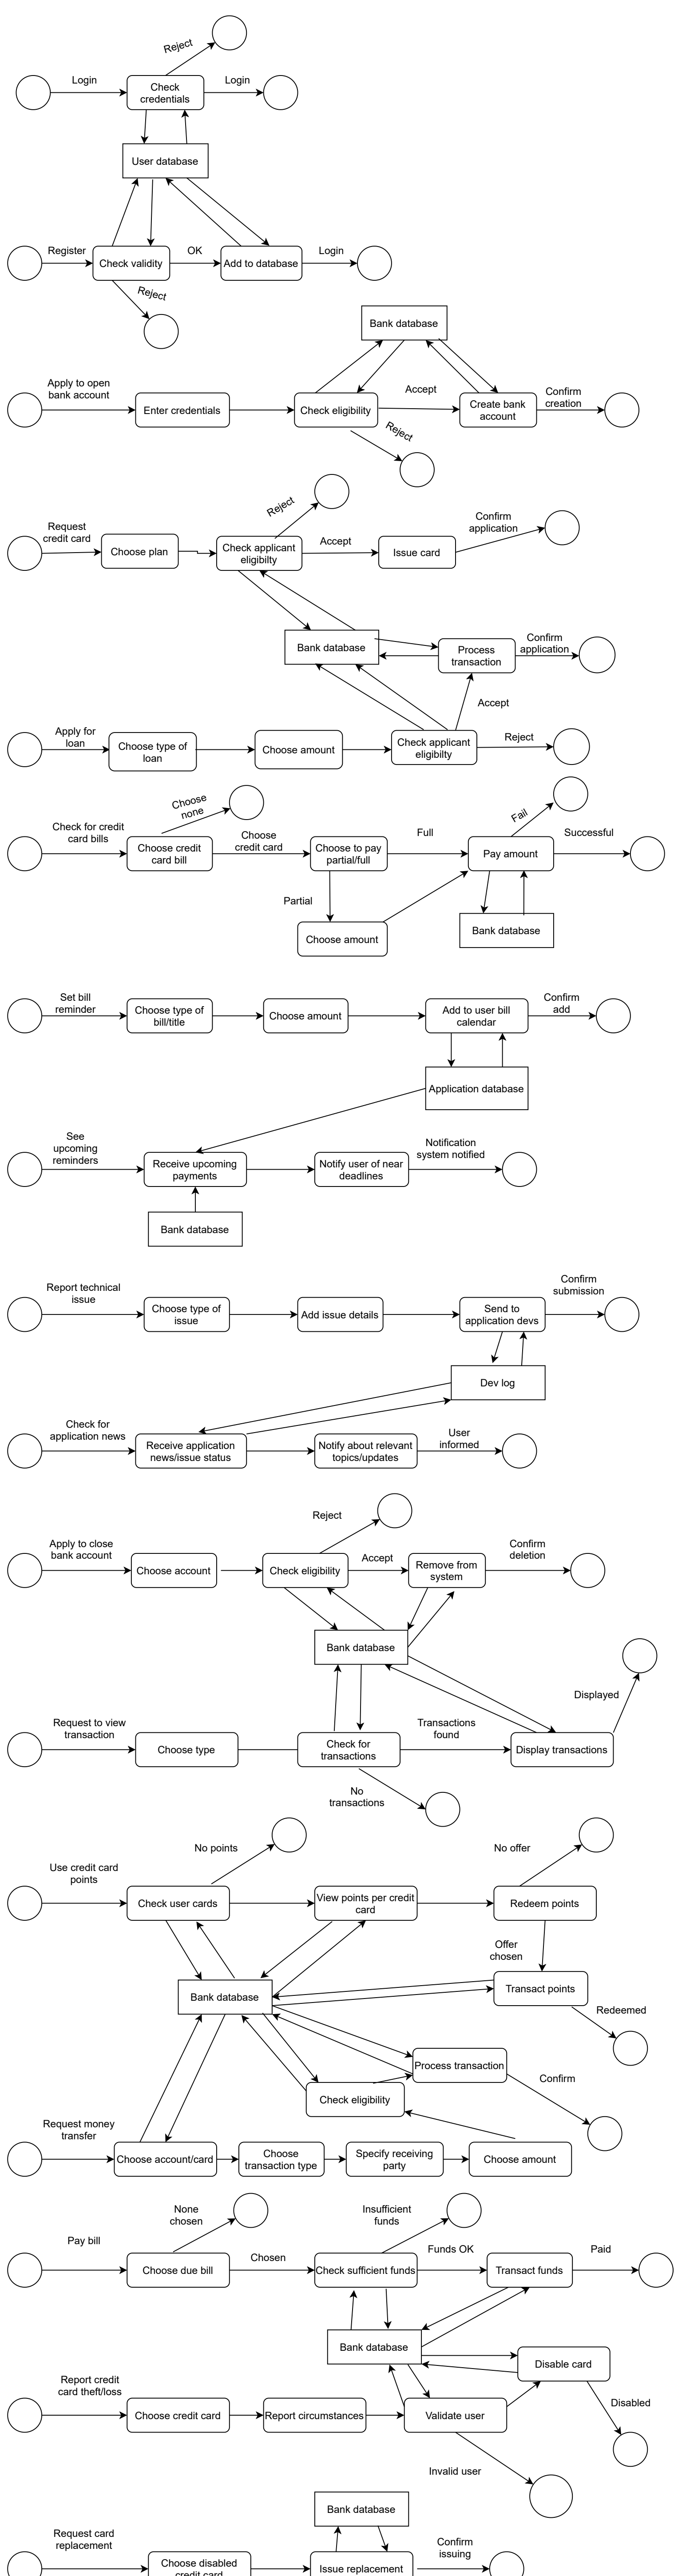 Reject
Login
Check
credentials
Login
User database
Register
Check validity
OK
Add to database
Login
Reject
Bank database
Apply to open
bank account
Enter credentials
Check eligibility
Accept
Create bank
account
Confirm
creation
Reject
Reject
Request
credit card
Choose plan
Check applicant
eligibilty
Accept
Issue card
Confirm
application
Bank database
Process
transaction
Confirm
application
Accept
Apply for
loan
Choose type of
loan
Choose amount
Check applicant
eligibilty
Reject
Choose
none
Check for credit
card bills
Choose credit
card bill
Choose
credit card
Choose to pay
partial/full
Full
Pay amount
Fail
Successful
Partial
Choose amount
Bank database
Set bill
reminder
Choose type of
bill/title
Choose amount
Add to user bill
calendar
Confirm
add
Application database
See
upcoming
reminders
Receive upcoming
payments
Notify user of near
deadlines
Notification
system notified
Bank database
Report technical
issue
Choose type of
issue
Add issue details
Send to
application devs
Confirm
submission
Dev log
Check for
application news
Receive application
news/issue status
Notify about relevant
topics/updates
User
informed
Reject
Apply to close
bank account
Choose account
Check eligibility
Accept
Remove from
system
Confirm
deletion
Bank database
Displayed
Request to view
transaction
Choose type
Check for
transactions
Transactions
found
Display transactions
No
transactions
No points
No offer
Use credit card
points
Check user cards
View points per credit
card
Redeem points
Offer
chosen
Bank database
Transact points
Redeemed
Process transaction
Check eligibility
Confirm
Request money
transfer
Choose account/card
Choose
transaction type
Specify receiving
party
Choose amount
None
chosen
Insufficient
funds
Pay bill
Choose due bill
Chosen
Check sufficient funds
Funds OK
Transact funds
Paid
Bank database
Disable card
Report credit
card theft/loss
Choose credit card
Report circumstances
Validate user
Disabled
Invalid user
Bank database
Request card
replacement
Choose disabled
credit card
Issue replacement
Confirm
issuing